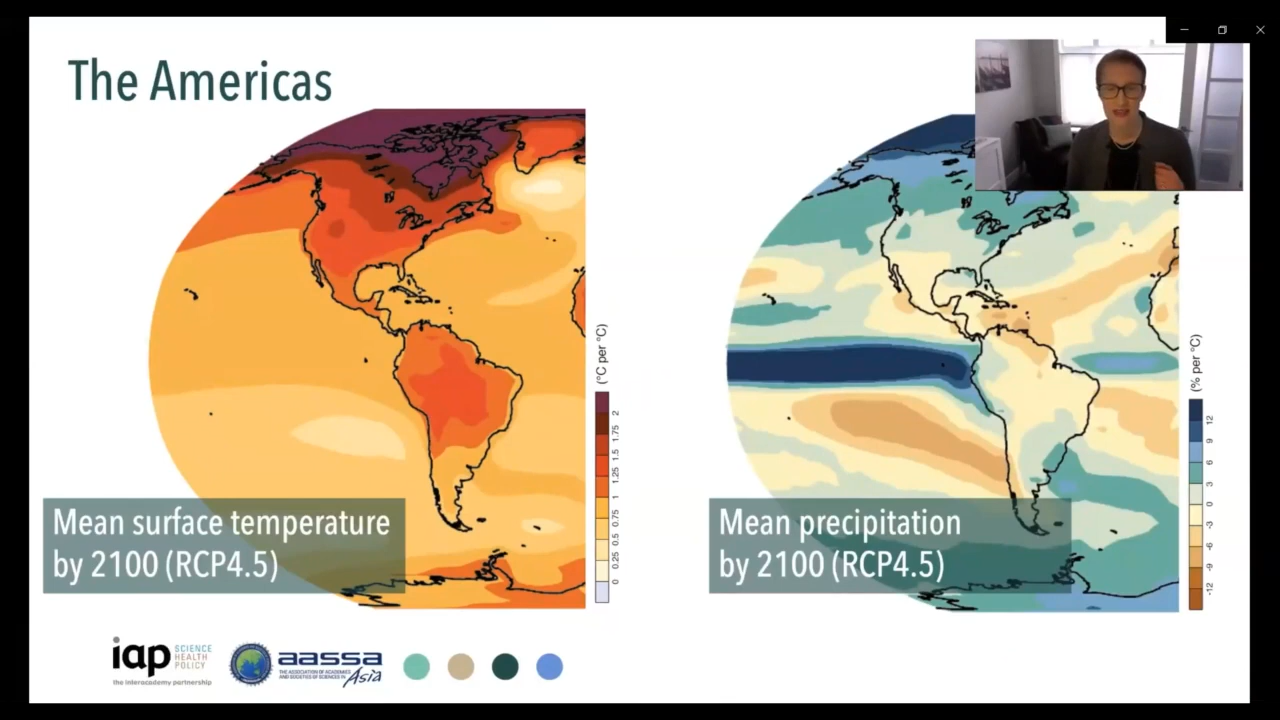 The Americas
(°C per °C)
2
1.75
1.5
1.25
1
0.75
0.5
0.25
0
Mean surface temperature
by 2100 (RCP4.5)
(% per °C)
12
9
6
3
0
-3
-6
-9
-12
Mean precipitation
by 2100 (RCP4.5)
iap SCIENCE
HEALTH
POLICY
the interacademy partnership
aassa
THE ASSOCIATION OF ACADEMIES
AND SOCIETIES OF SCIENCES IN Asia